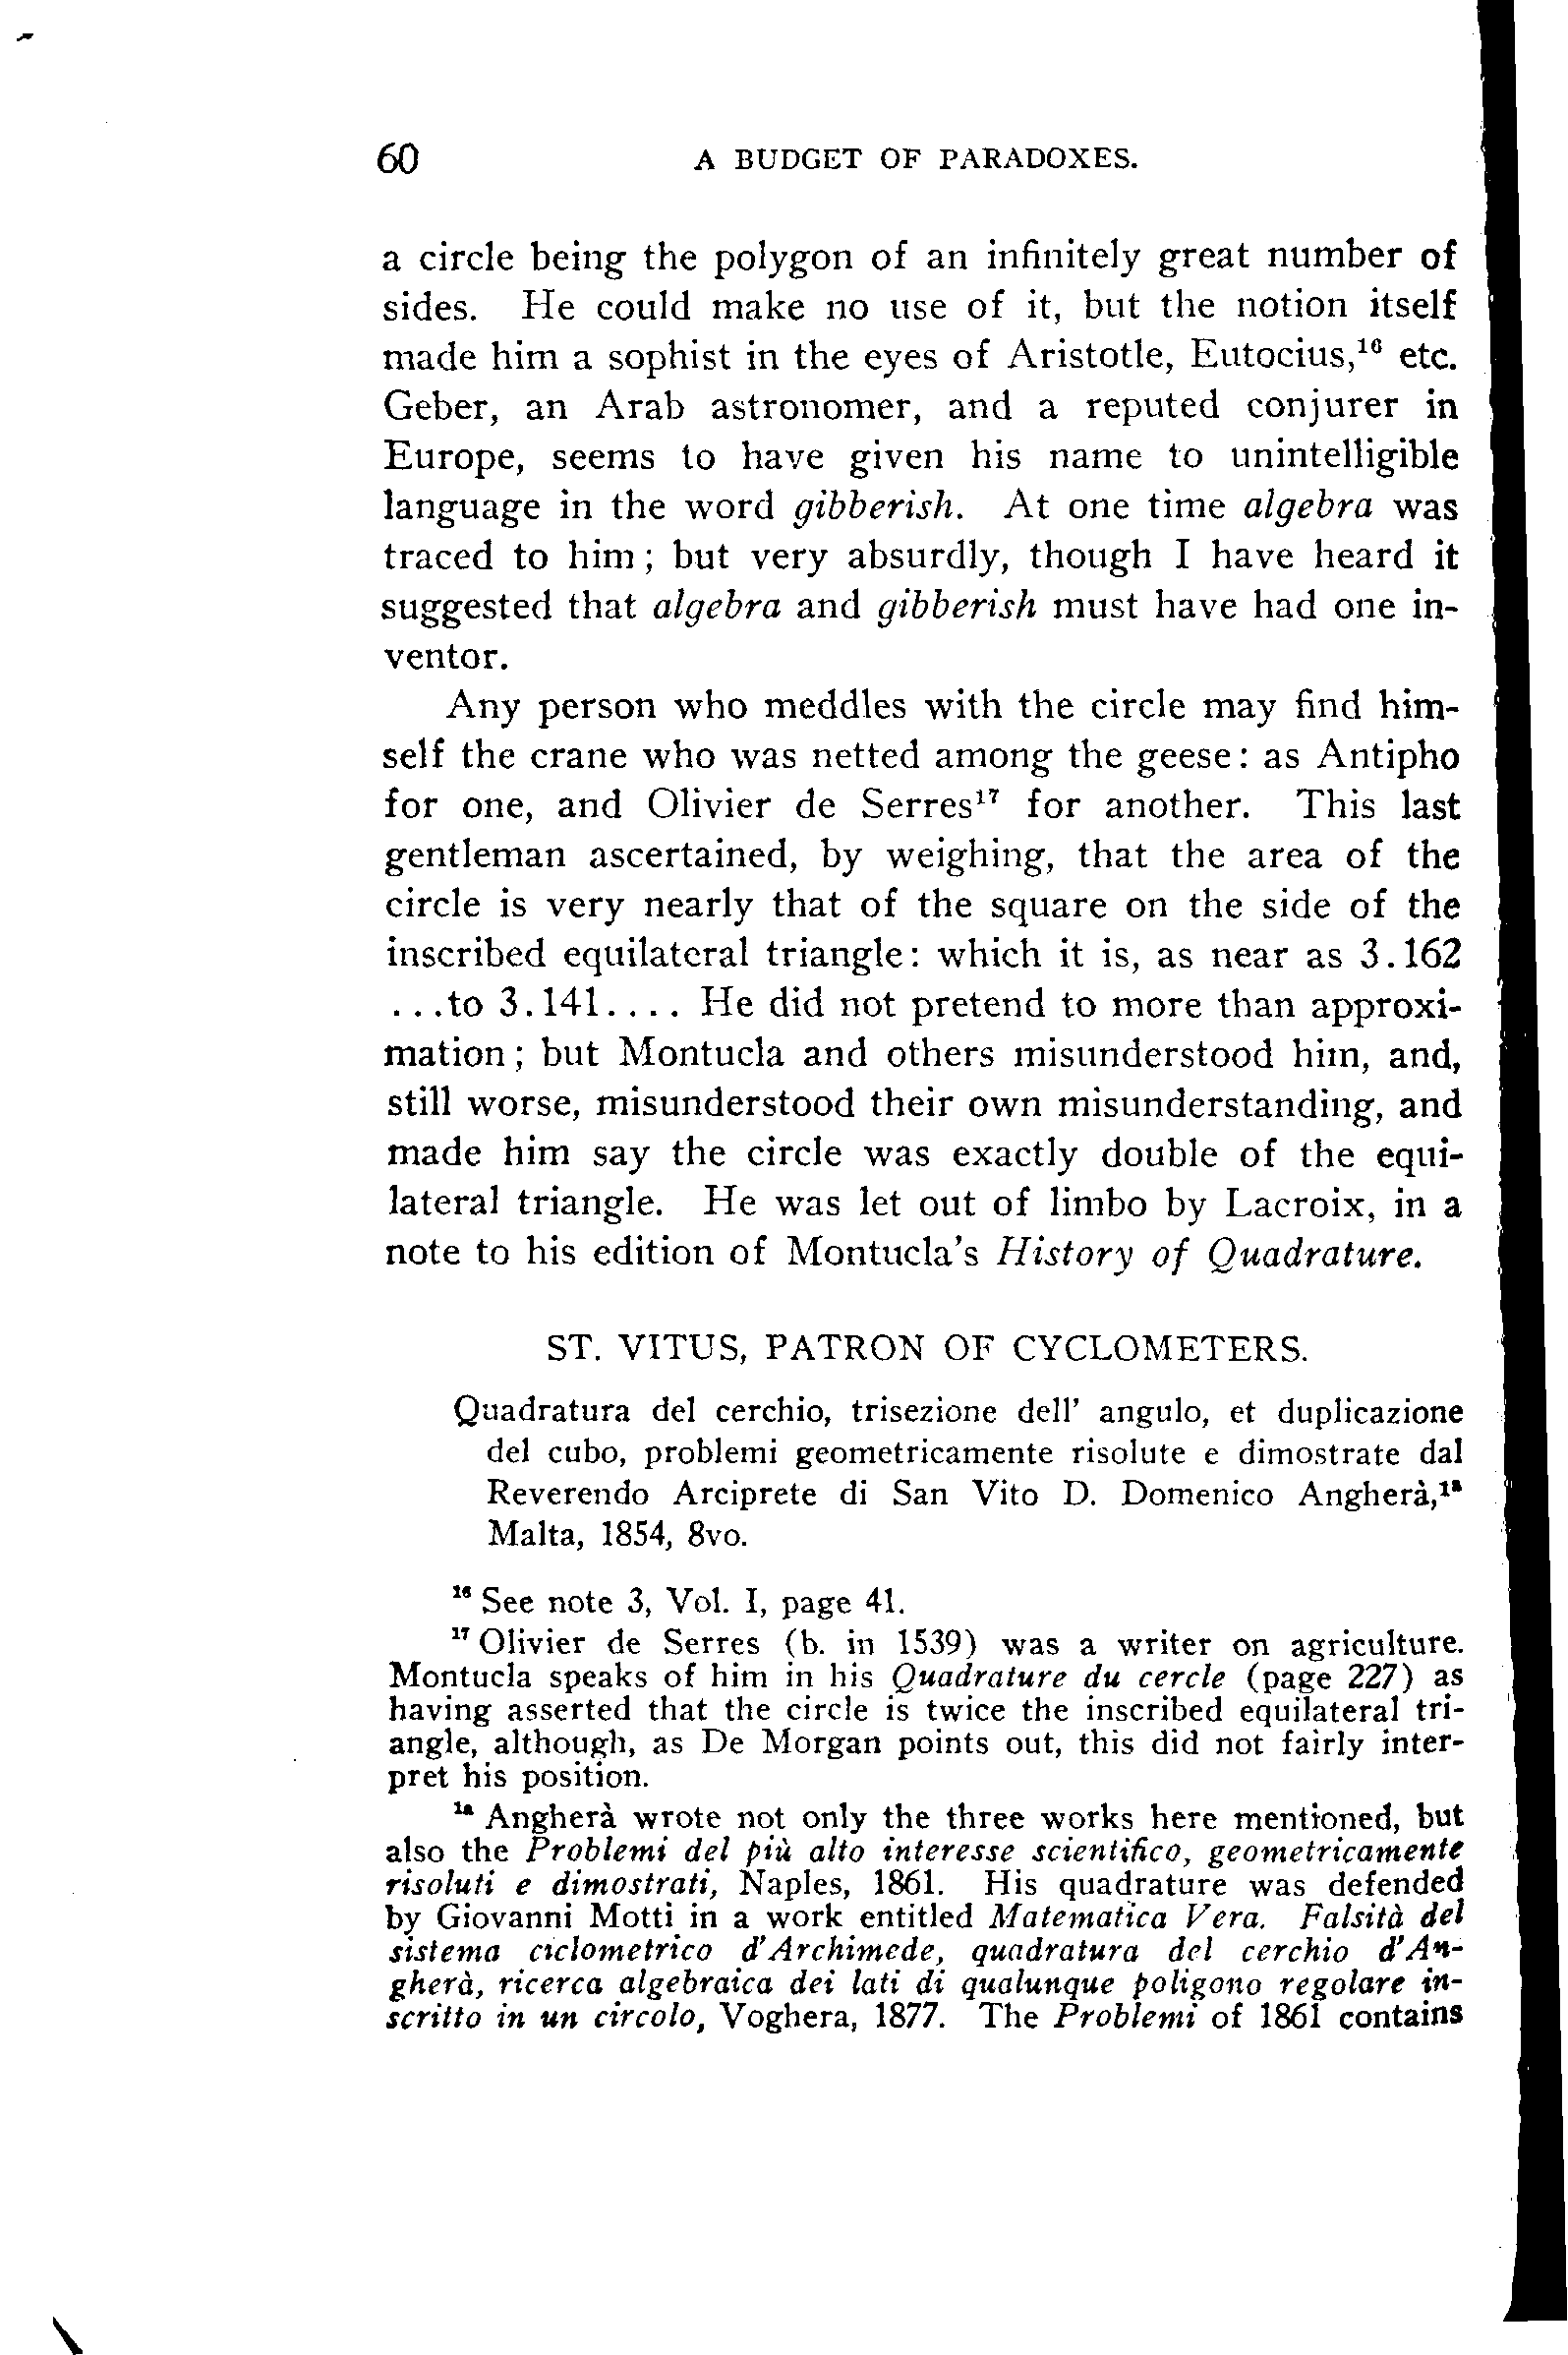 60 A BUDGET OF PARADOXES.
a circle being the polygon of an infinitely great number of
sides. He could make no use of it, but the notion itself
made him a sophist in the eyes of Aristotle, Eutocius,¹⁶ etc.
Geber, an Arab astronomer, and a reputed conjurer in
Europe, seems to have given his name to unintelligible
language in the word gibberish. At one time algebra was
traced to him; but very absurdly, though I have heard it
suggested that algebra and gibberish must have had one in-
ventor.
Any person who meddles with the circle may find him-
self the crane who was netted among the geese: as Antipho
for one, and Olivier de Serres¹⁷ for another. This last
gentleman ascertained, by weighing, that the area of the
circle is very nearly that of the square on the side of the
inscribed equilateral triangle: which it is, as near as 3.162
...to 3.141.... He did not pretend to more than approxi-
mation; but Montucla and others misunderstood him, and,
still worse, misunderstood their own misunderstanding, and
made him say the circle was exactly double of the equi-
lateral triangle. He was let out of limbo by Lacroix, in a
note to his edition of Montucla's History of Quadrature.
ST. VITUS, PATRON OF CYCLOMETERS.
Quadratura del cerchio, trisezione dell' angulo, et duplicazione
del cubo, problemi geometricamente risolute e dimostrate dal
Reverendo Arciprete di San Vito D. Domenico Angherà,¹⁸
Malta, 1854, 8vo.
¹⁶ See note 3, Vol. I, page 41.
¹⁷ Olivier de Serres (b. in 1539) was a writer on agriculture.
Montucla speaks of him in his Quadrature du cercle (page 227) as
having asserted that the circle is twice the inscribed equilateral tri-
angle, although, as De Morgan points out, this did not fairly inter-
pret his position.
¹⁸ Angherà wrote not only the three works here mentioned, but
also the Problemi del più alto interesse scientifico, geometricamente
risoluti e dimostrati, Naples, 1861. His quadrature was defended
by Giovanni Motti in a work entitled Matematica Vera. Falsità del
sistema ciclometrico d'Archimede, quadratura del cerchio d'An-
gherà, ricerca algebraica dei lati di qualunque poligono regolare in-
scritto in un circolo, Voghera, 1877. The Problemi of 1861 contains